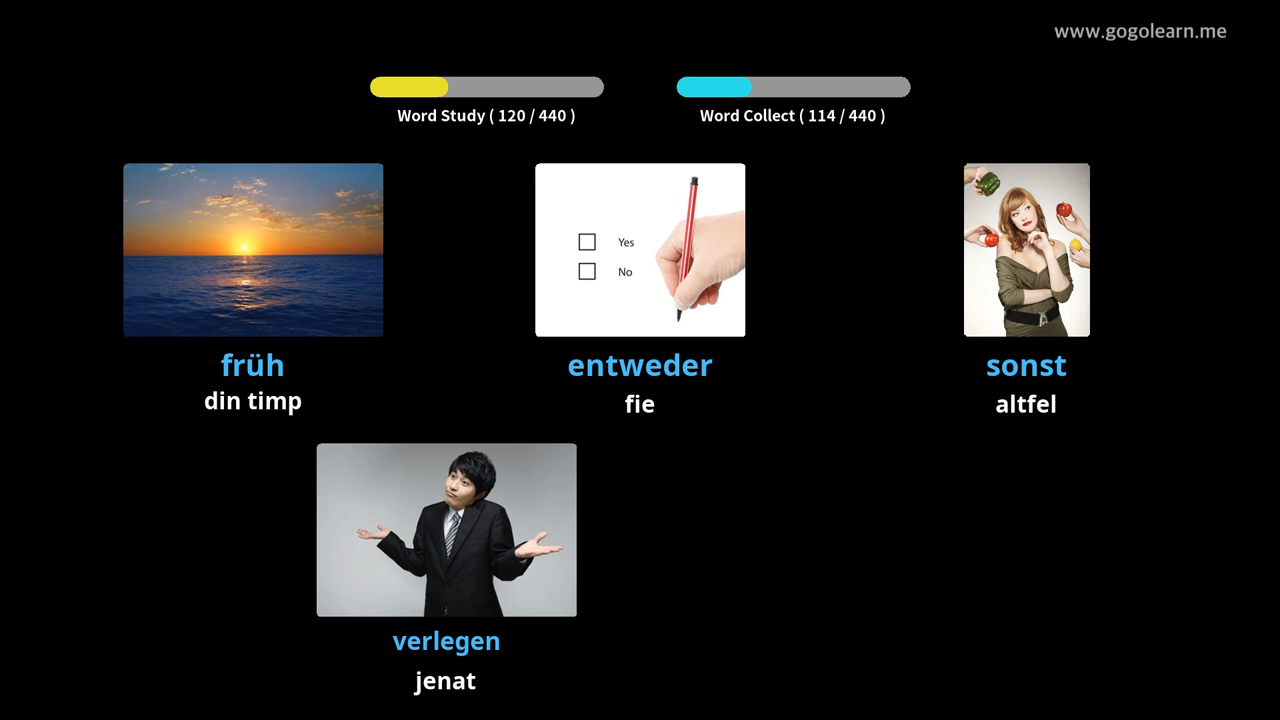 www.gogolearn.me
Word Study ( 120 / 440 )
Word Collect ( 114 / 440 )
Yes
No
früh
din timp
entweder
fie
sonst
altfel
verlegen
jenat